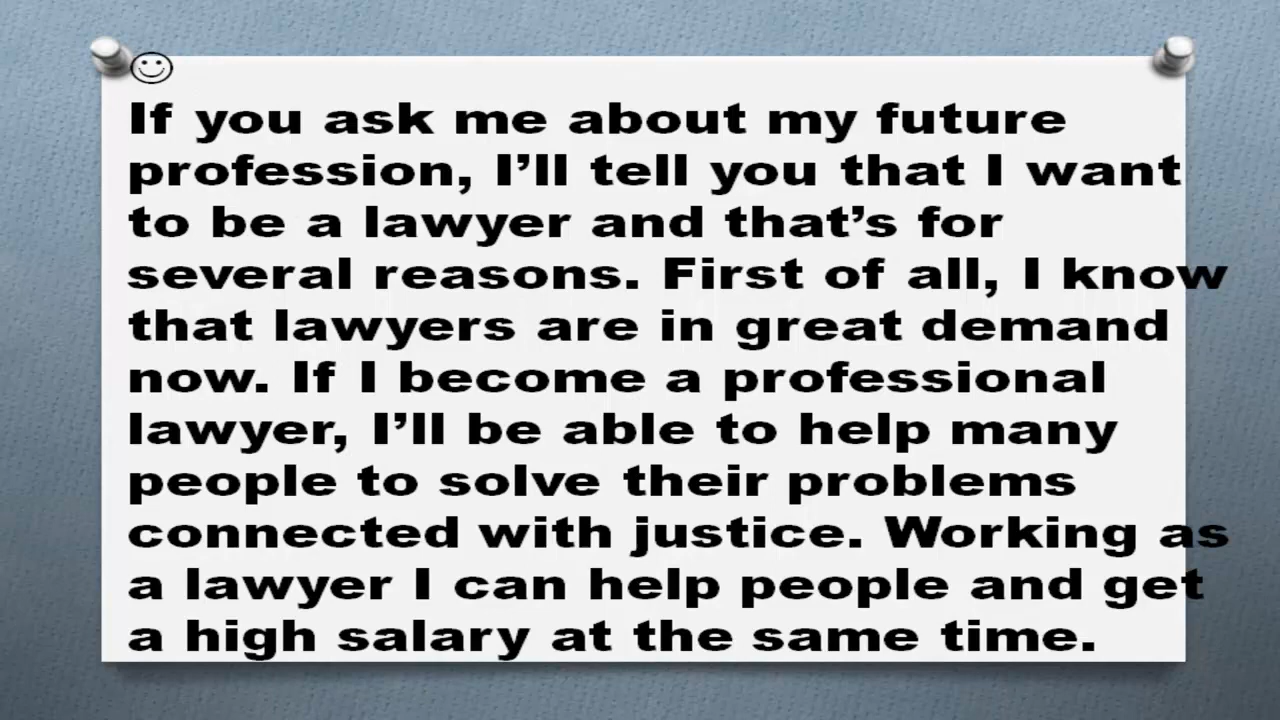 If you ask me about my future
profession, I’ll tell you that I want
to be a lawyer and that’s for
several reasons. First of all, I know
that lawyers are in great demand
now. If I become a professional
lawyer, I’ll be able to help many
people to solve their problems
connected with justice. Working as
a lawyer I can help people and get
a high salary at the same time.